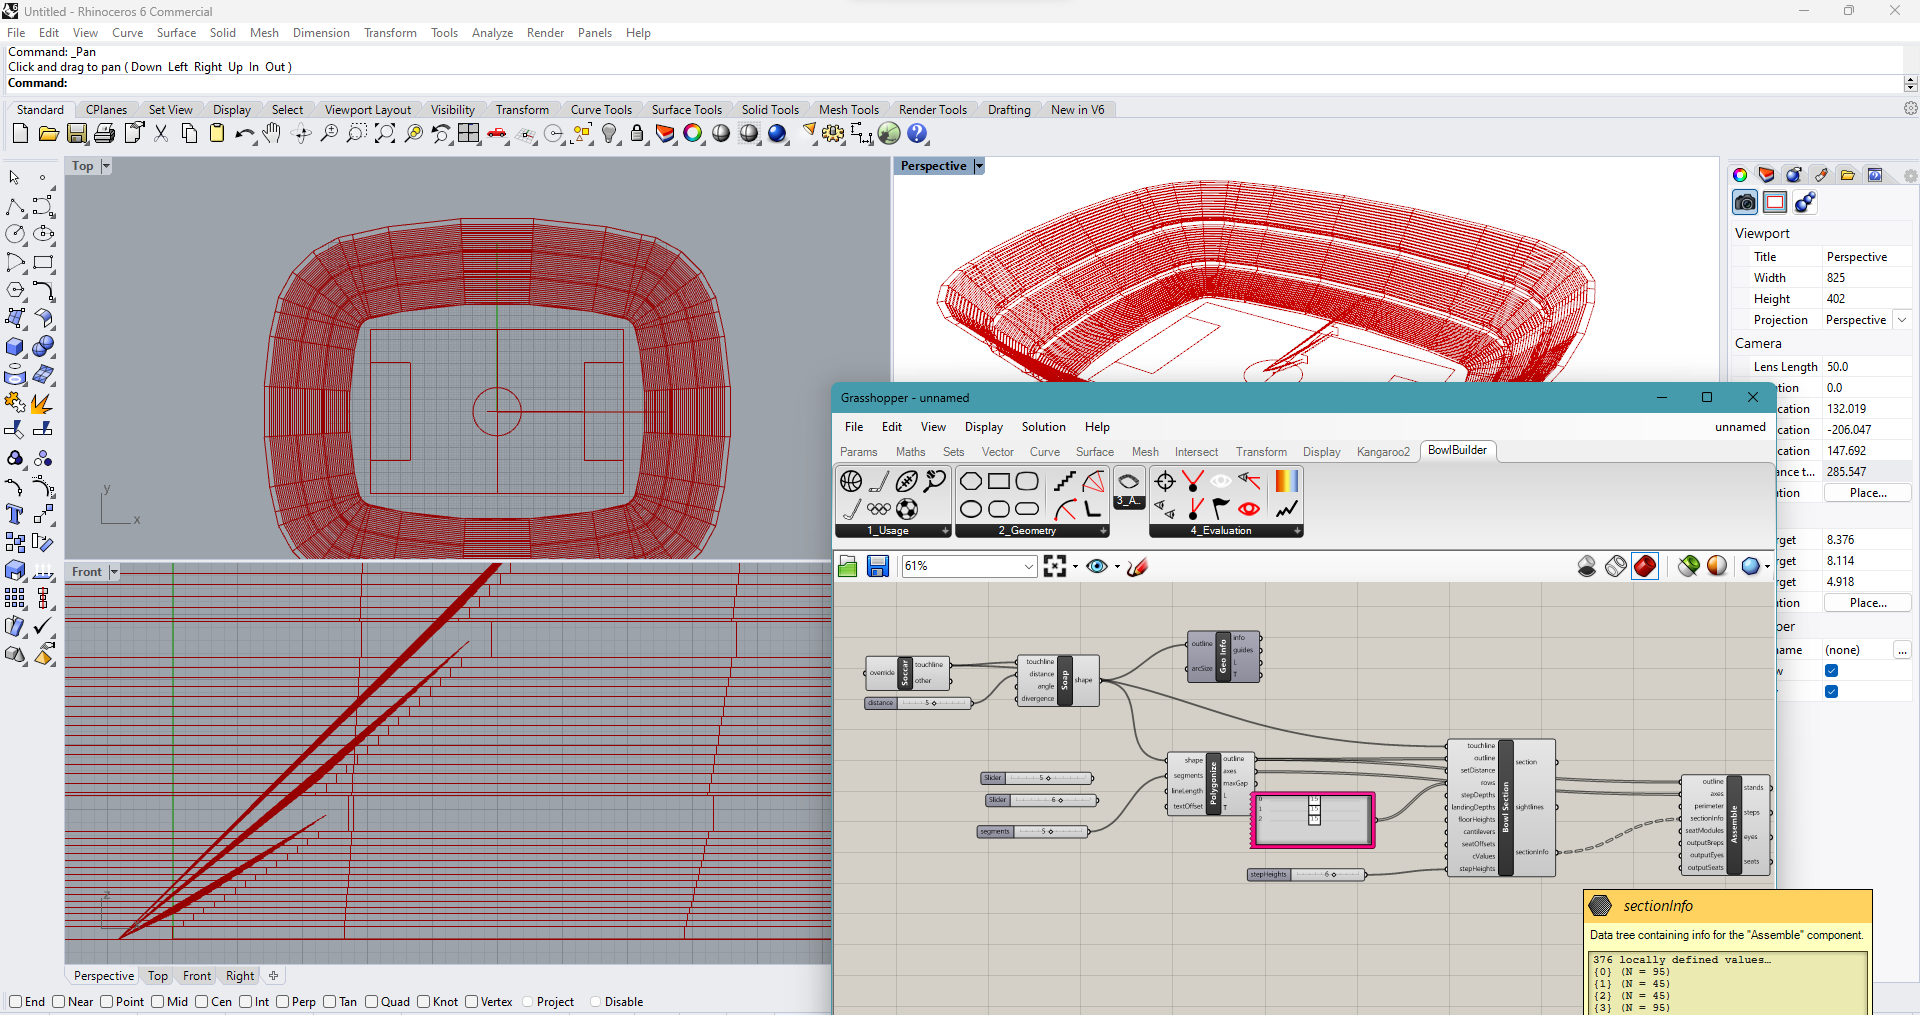 Untitled - Rhinoceros 6 Commercial
File Edit View Curve Surface Solid Mesh Dimension Transform Tools Analyze Render Panels Help
Command: _Pan
Click and drag to pan ( Down Left Right Up In Out )
Command:
Standard CPlanes Set View Display Select Viewport Layout Visibility Transform Curve Tools Surface Tools Solid Tools Mesh Tools Render Tools Drafting New in V6
Top
Perspective
y
x
Front
z
Viewport
Title Perspective
Width 825
Height 402
Projection Perspective
Camera
Lens Length 50.0
tion 0.0
cation 132.019
cation -206.047
cation 147.692
ance t... 285.547
tion Place...
rget 8.376
rget 8.114
rget 4.918
tion Place...
per
ame (none) ...
w
Grasshopper - unnamed
File Edit View Display Solution Help unnamed
Params Maths Sets Vector Curve Surface Mesh Intersect Transform Display Kangaroo2 BowlBuilder
1_Usage 2_Geometry 3_A.. 4_Evaluation
61%
override Soccar touchline other
distance 5
touchline distance angle divergence Soap shape
outline arcSize Geo Info info guides L T
Slider 5
Slider 6
segments 5
shape segments lineLength textOffset Polygonize outline axes maxGap L T
0 15
1 15
2 15
stepHeights 6
touchline outline setDistance rows stepDepths landingDepths floorHeights cantilevers seatOffsets cValues stepHeights Bowl Section section sightlines sectionInfo
outline axes perimeter sectionInfo seatModules outputBreps outputEyes outputSeats Assemble stands steps eyes seats
sectionInfo
Data tree containing info for the "Assemble" component.
376 locally defined values…
{0} (N = 95)
{1} (N = 45)
{2} (N = 45)
{3} (N = 95)
Perspective Top Front Right
End Near Point Mid Cen Int Perp Tan Quad Knot Vertex Project Disable